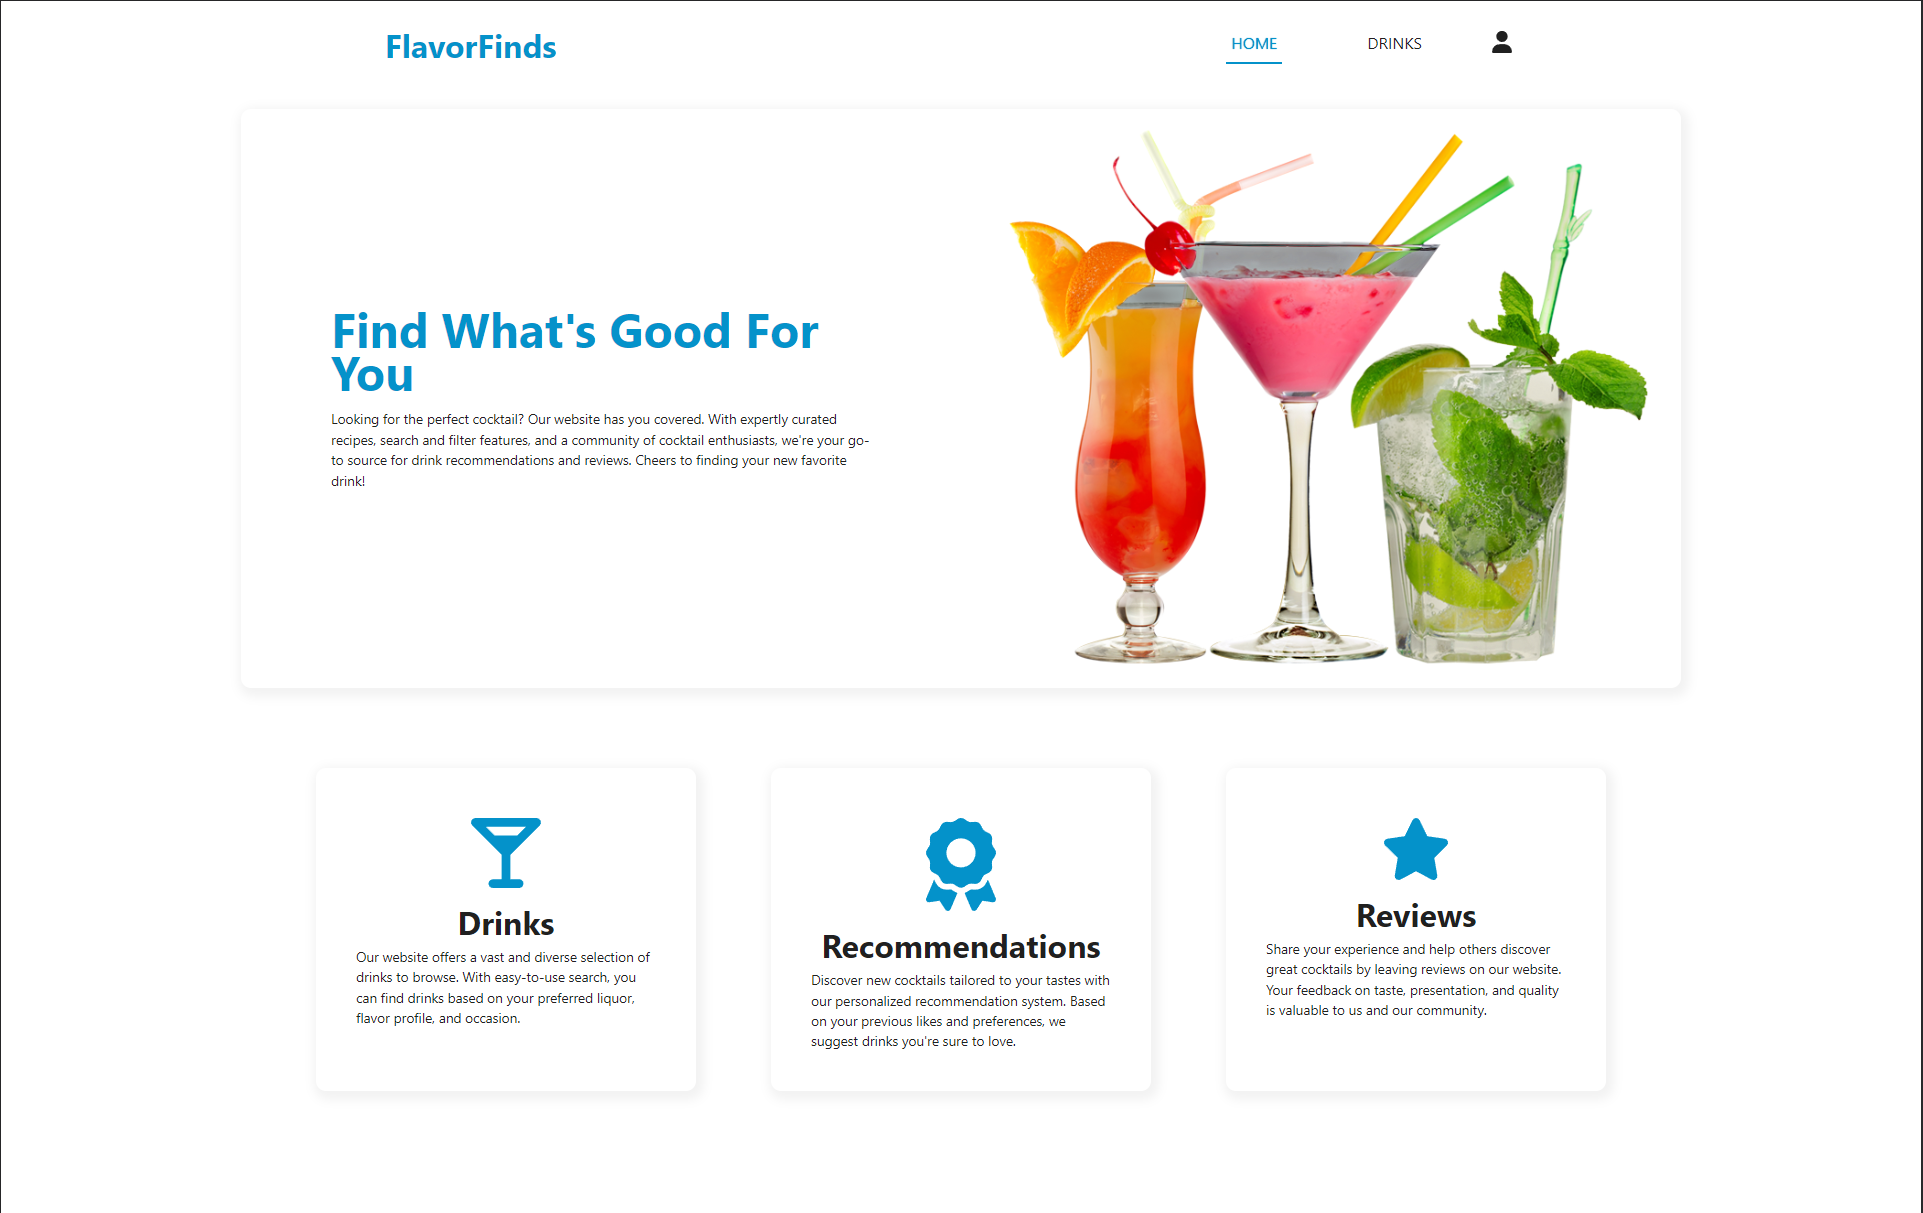 FlavorFinds
HOME
DRINKS
Find What's Good For
You
Looking for the perfect cocktail? Our website has you covered. With expertly curated
recipes, search and filter features, and a community of cocktail enthusiasts, we're your go-
to source for drink recommendations and reviews. Cheers to finding your new favorite
drink!
Drinks
Our website offers a vast and diverse selection of
drinks to browse. With easy-to-use search, you
can find drinks based on your preferred liquor,
flavor profile, and occasion.
Recommendations
Discover new cocktails tailored to your tastes with
our personalized recommendation system. Based
on your previous likes and preferences, we
suggest drinks you're sure to love.
Reviews
Share your experience and help others discover
great cocktails by leaving reviews on our website.
Your feedback on taste, presentation, and quality
is valuable to us and our community.